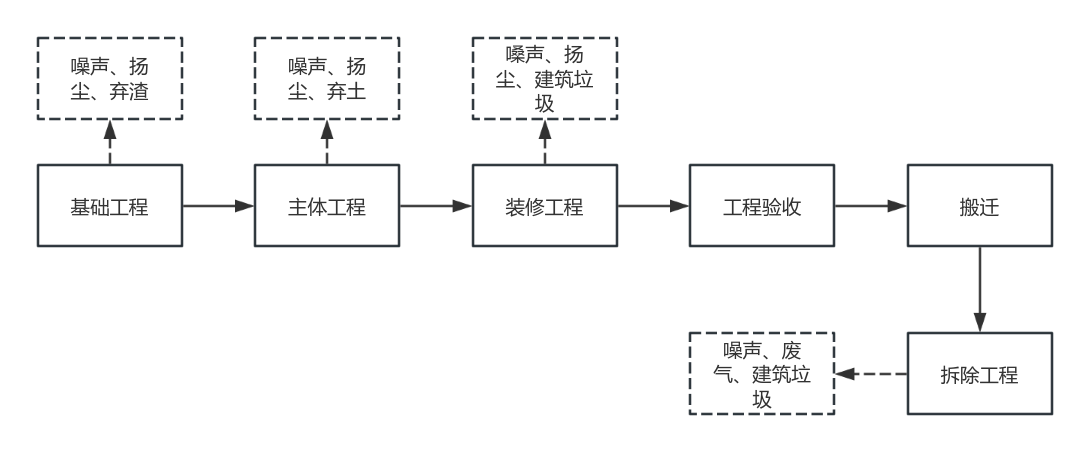 噪声、扬
尘、弃渣
噪声、扬
尘、弃土
嗓声、扬
尘、建筑垃
圾
基础工程
主体工程
装修工程
工程验收
搬迁
噪声、废
气、建筑垃
圾
拆除工程